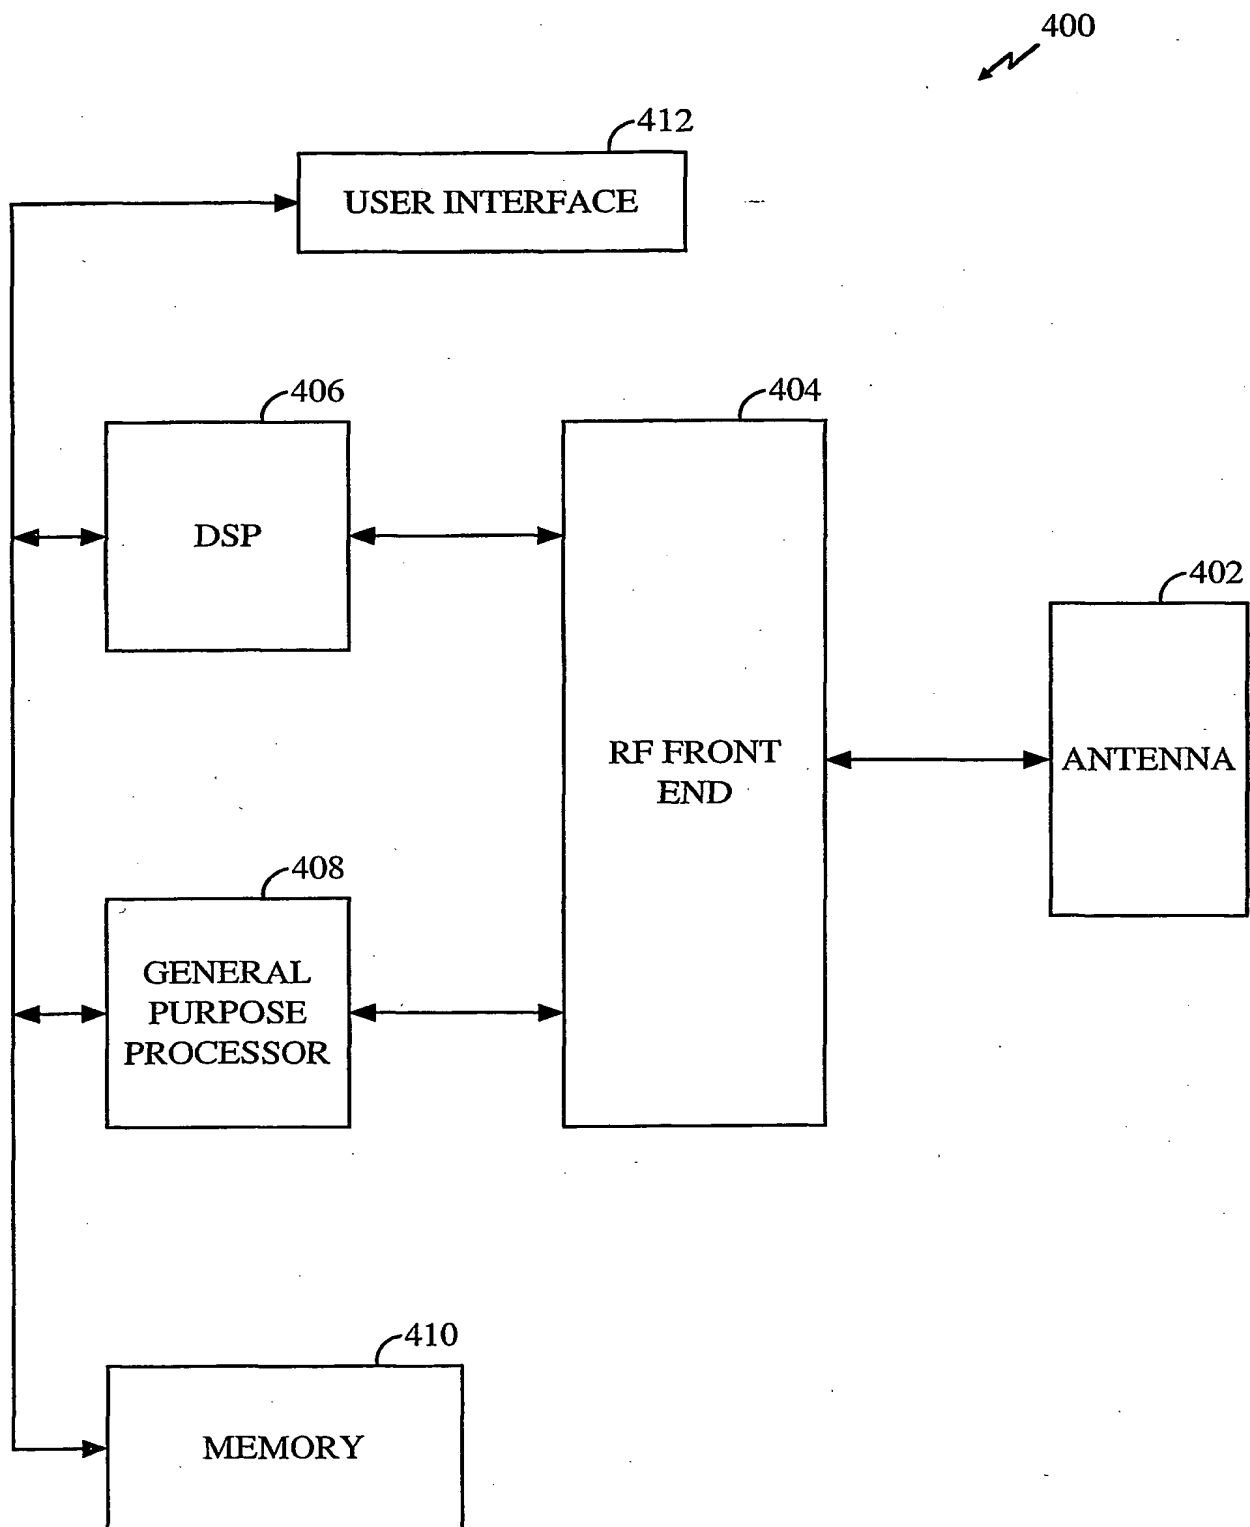 400
412
USER INTERFACE
406
404
DSP
402
RF FRONT
END
ANTENNA
408
GENERAL
PURPOSE
PROCESSOR
410
MEMORY